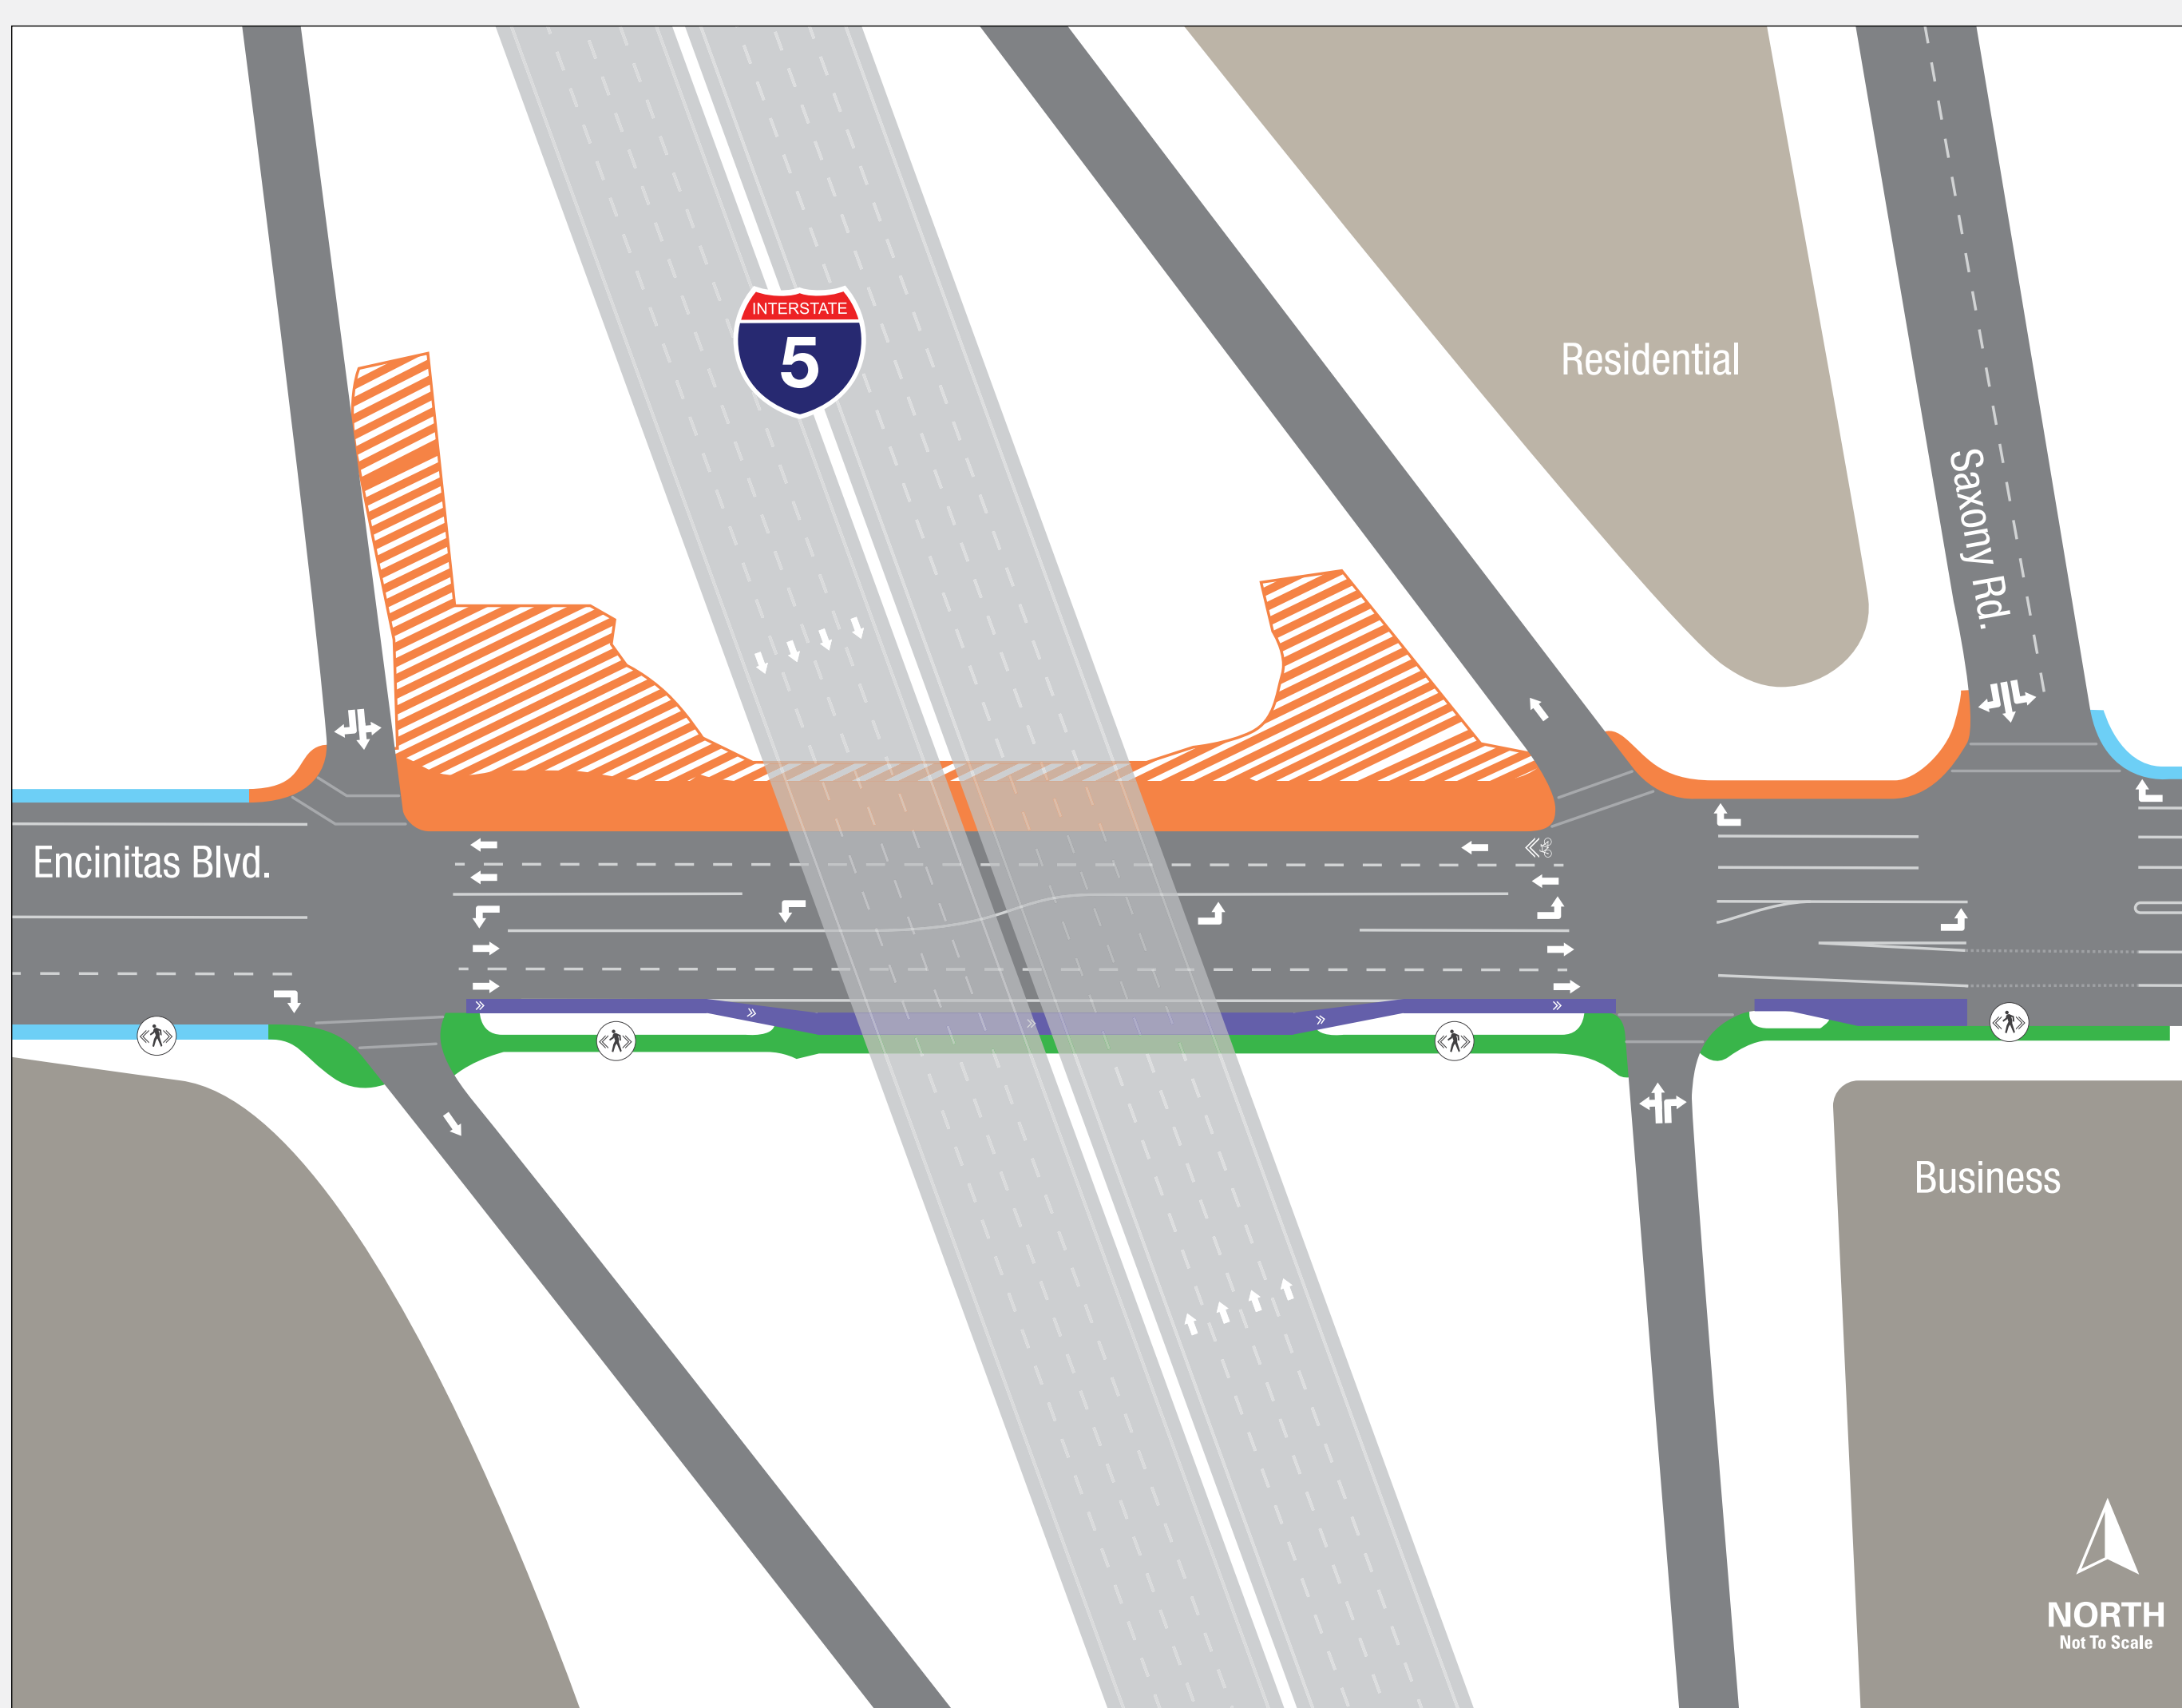 INTERSTATE
5
Residential
Saxony Rd.
Encinitas Blvd.
Business
NORTH
Not To Scale